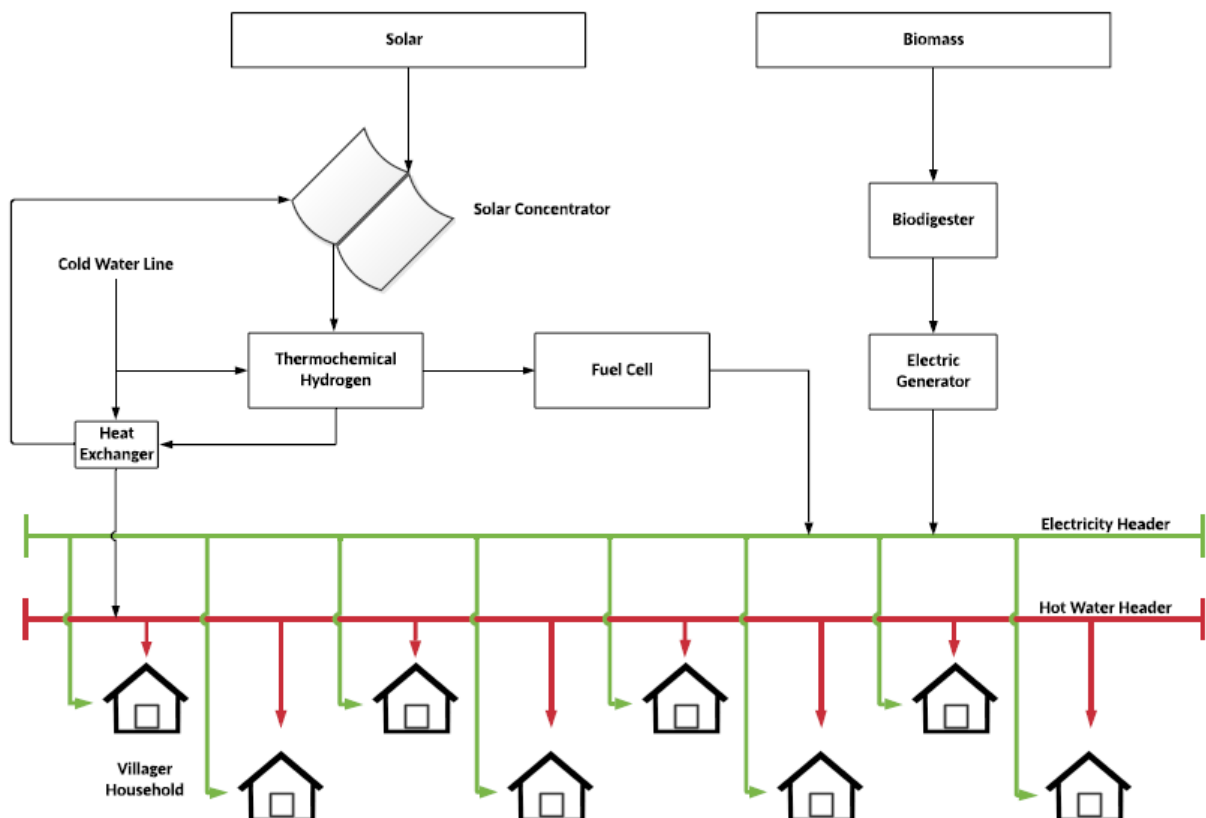 Solar
Biomass
Solar Concentrator
Biodigester
Cold Water Line
Thermochemical
Hydrogen
Fuel Cell
Electric
Generator
Heat
Exchanger
Electricity Header
Hot Water Header
Villager
Household